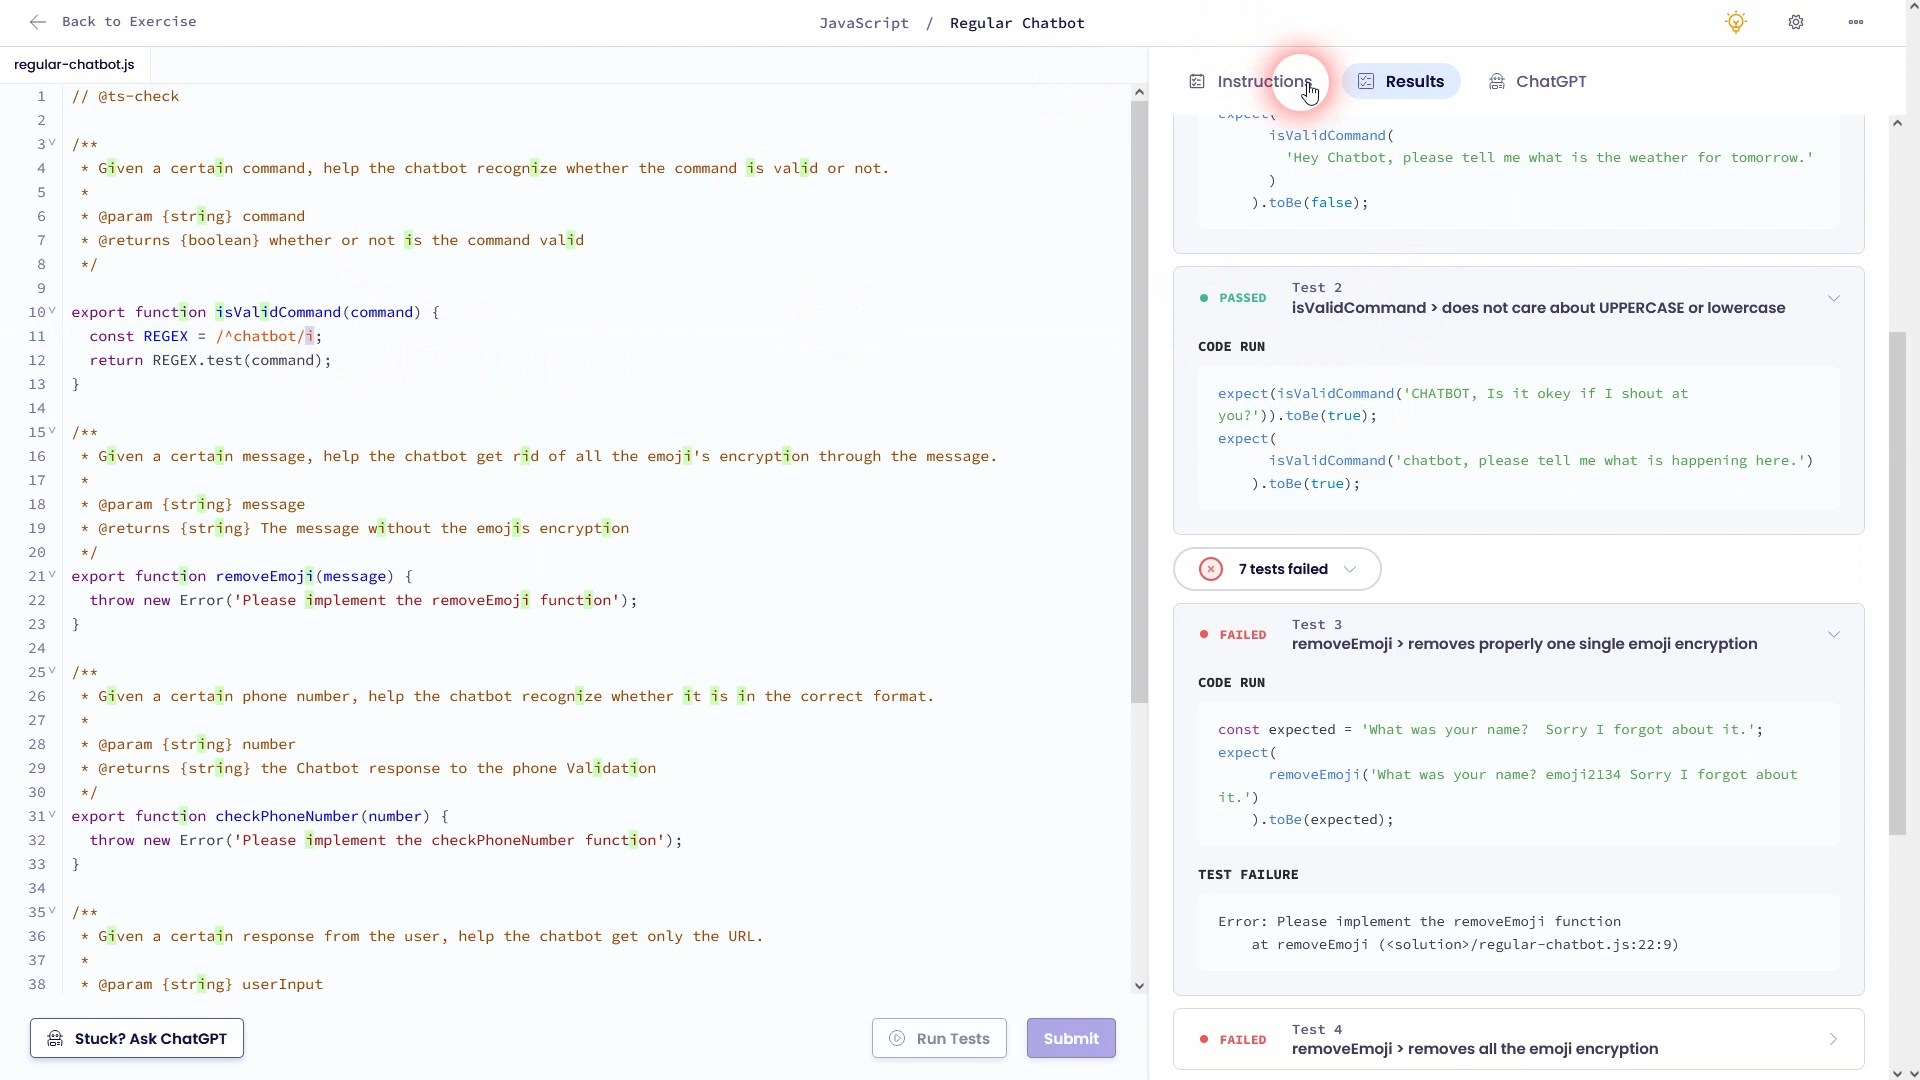 Back to Exercise
JavaScript / Regular Chatbot
regular-chatbot.js
1 // @ts-check
2
3 /**
4 * Given a certain command, help the chatbot recognize whether the command is valid or not.
5 *
6 * @param {string} command
7 * @returns {boolean} whether or not is the command valid
8 */
9
10 export function isValidCommand(command) {
11 const REGEX = /^chatbot/i;
12 return REGEX.test(command);
13 }
14
15 /**
16 * Given a certain message, help the chatbot get rid of all the emoji's encryption through the message.
17 *
18 * @param {string} message
19 * @returns {string} The message without the emojis encryption
20 */
21 export function removeEmoji(message) {
22 throw new Error('Please implement the removeEmoji function');
23 }
24
25 /**
26 * Given a certain phone number, help the chatbot recognize whether it is in the correct format.
27 *
28 * @param {string} number
29 * @returns {string} the Chatbot response to the phone Validation
30 */
31 export function checkPhoneNumber(number) {
32 throw new Error('Please implement the checkPhoneNumber function');
33 }
34
35 /**
36 * Given a certain response from the user, help the chatbot get only the URL.
37 *
38 * @param {string} userInput
Stuck? Ask ChatGPT
Run Tests
Submit
Instructions
Results
ChatGPT
expect(
isValidCommand(
'Hey Chatbot, please tell me what is the weather for tomorrow.'
)
).toBe(false);
PASSED
Test 2
isValidCommand > does not care about UPPERCASE or lowercase
CODE RUN
expect(isValidCommand('CHATBOT, Is it okey if I shout at
you?')).toBe(true);
expect(
isValidCommand('chatbot, please tell me what is happening here.')
).toBe(true);
7 tests failed
FAILED
Test 3
removeEmoji > removes properly one single emoji encryption
CODE RUN
const expected = 'What was your name?  Sorry I forgot about it.';
expect(
removeEmoji('What was your name? emoji2134 Sorry I forgot about
it.')
).toBe(expected);
TEST FAILURE
Error: Please implement the removeEmoji function
at removeEmoji (<solution>/regular-chatbot.js:22:9)
FAILED
Test 4
removeEmoji > removes all the emoji encryption